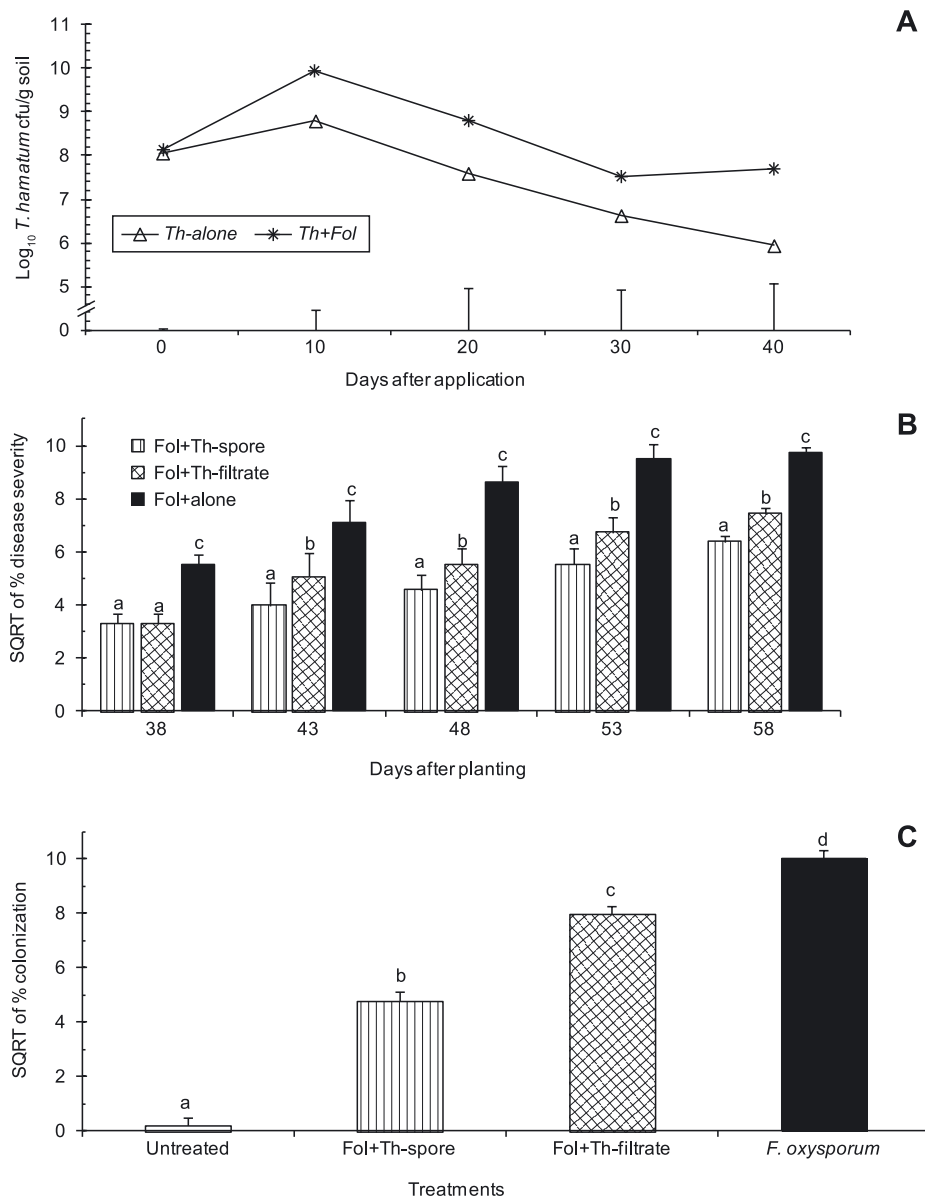 A
11
10
9
8
7
6
5
0
Log₁₀ T. hamatum cfu/g soil
Th-alone Th+Fol
0 10 20 30 40
Days after application
B
10
8
6
4
2
0
SQRT of % disease severity
Fol+Th-spore
Fol+Th-filtrate
Fol+alone
a a c
a b c
a b c
a b c
a b c
38 43 48 53 58
Days after planting
C
10
8
6
4
2
0
SQRT of % colonization
a b c d
Untreated Fol+Th-spore Fol+Th-filtrate F. oxysporum
Treatments